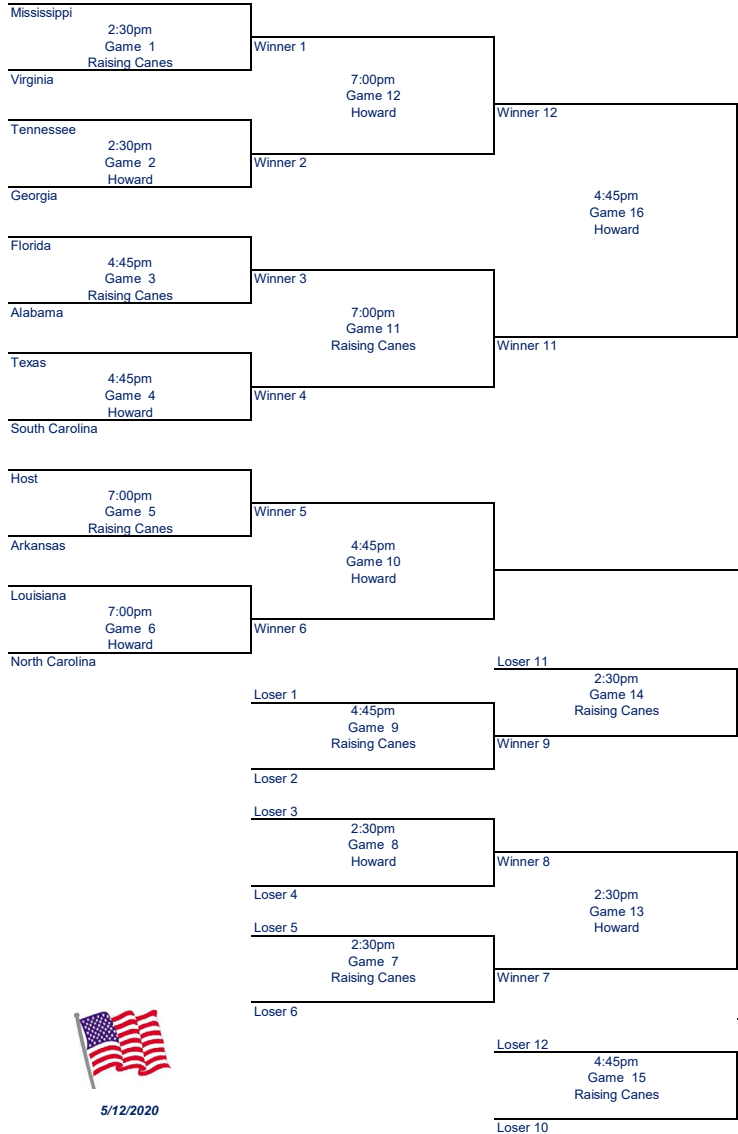 Mississippi
2:30pm
Game 1
Raising Canes
Virginia
Winner 1
7:00pm
Game 12
Howard
Tennessee
2:30pm
Game 2
Howard
Georgia
Winner 2
Winner 12
4:45pm
Game 16
Howard
Florida
4:45pm
Game 3
Raising Canes
Alabama
Winner 3
7:00pm
Game 11
Raising Canes
Winner 11
Texas
4:45pm
Game 4
Howard
South Carolina
Winner 4
Host
7:00pm
Game 5
Raising Canes
Arkansas
Winner 5
4:45pm
Game 10
Howard
Louisiana
7:00pm
Game 6
Howard
North Carolina
Winner 6
Loser 11
2:30pm
Game 14
Raising Canes
Winner 9
Loser 1
4:45pm
Game 9
Raising Canes
Loser 2
Loser 3
2:30pm
Game 8
Howard
Loser 4
Winner 8
2:30pm
Game 13
Howard
Winner 7
Loser 5
2:30pm
Game 7
Raising Canes
Loser 6
Loser 12
4:45pm
Game 15
Raising Canes
Loser 10
5/12/2020